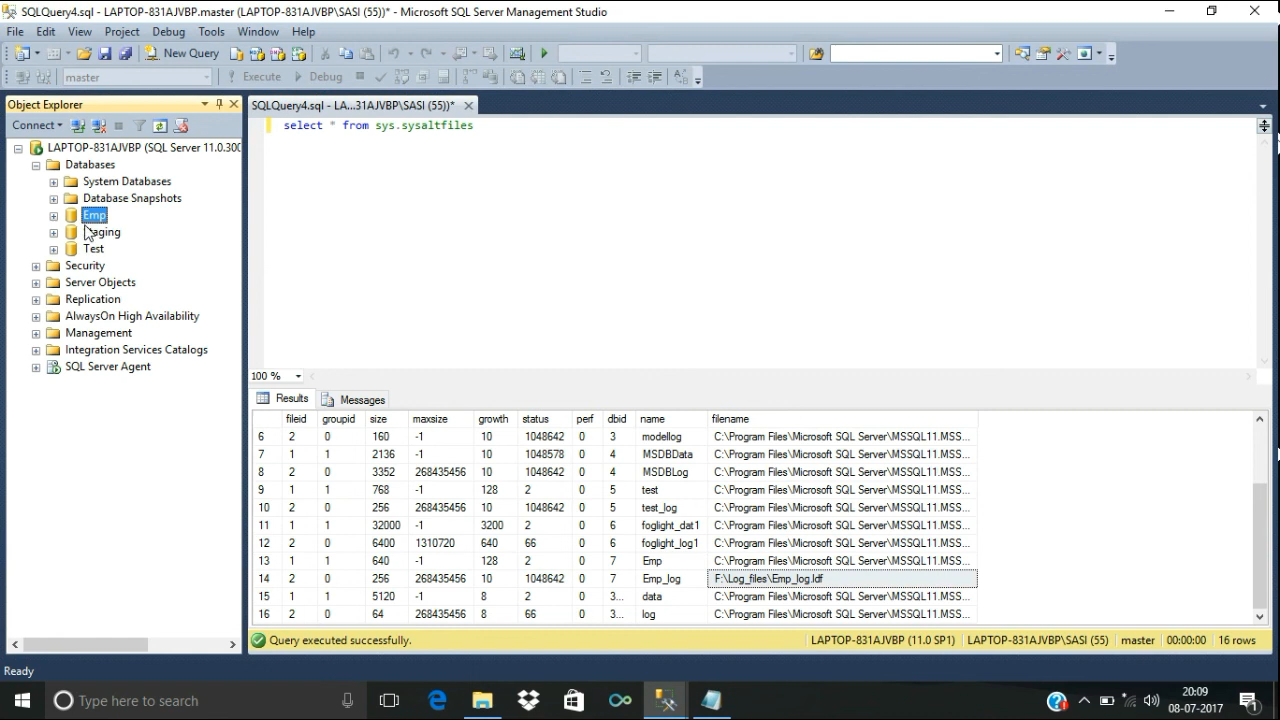 SQLQuery4.sql - LAPTOP-831AJVBP.master (LAPTOP-831AJVBP\SASI (55))* - Microsoft SQL Server Management Studio
File Edit View Project Debug Tools Window Help
New Query
master Execute Debug
Object Explorer
SQLQuery4.sql - LA...31AJVBP\SASI (55))*
Connect
select * from sys.sysaltfiles
LAPTOP-831AJVBP (SQL Server 11.0.300
Databases
System Databases
Database Snapshots
Emp
aging
Test
Security
Server Objects
Replication
AlwaysOn High Availability
Management
Integration Services Catalogs
SQL Server Agent
100 %
Results Messages
fileid groupid size maxsize growth status perf dbid name filename
6 2 0 160 -1 10 1048642 0 3 modellog C:\Program Files\Microsoft SQL Server\MSSQL11.MSS...
7 1 1 2136 -1 10 1048578 0 4 MSDBData C:\Program Files\Microsoft SQL Server\MSSQL11.MSS...
8 2 0 3352 268435456 10 1048642 0 4 MSDBLog C:\Program Files\Microsoft SQL Server\MSSQL11.MSS...
9 1 1 768 -1 128 2 0 5 test C:\Program Files\Microsoft SQL Server\MSSQL11.MSS...
10 2 0 256 268435456 10 1048642 0 5 test_log C:\Program Files\Microsoft SQL Server\MSSQL11.MSS...
11 1 1 32000 -1 3200 2 0 6 foglight_dat1 C:\Program Files\Microsoft SQL Server\MSSQL11.MSS...
12 2 0 6400 1310720 640 66 0 6 foglight_log1 C:\Program Files\Microsoft SQL Server\MSSQL11.MSS...
13 1 1 640 -1 128 2 0 7 Emp C:\Program Files\Microsoft SQL Server\MSSQL11.MSS...
14 2 0 256 268435456 10 1048642 0 7 Emp_log F:\Log_files\Emp_log.ldf
15 1 1 5120 -1 8 2 0 3... data C:\Program Files\Microsoft SQL Server\MSSQL11.MSS...
16 2 0 64 268435456 8 66 0 3... log C:\Program Files\Microsoft SQL Server\MSSQL11.MSS...
Query executed successfully. LAPTOP-831AJVBP (11.0 SP1) LAPTOP-831AJVBP\SASI (55) master 00:00:00 16 rows
Ready
Type here to search
20:09
08-07-2017